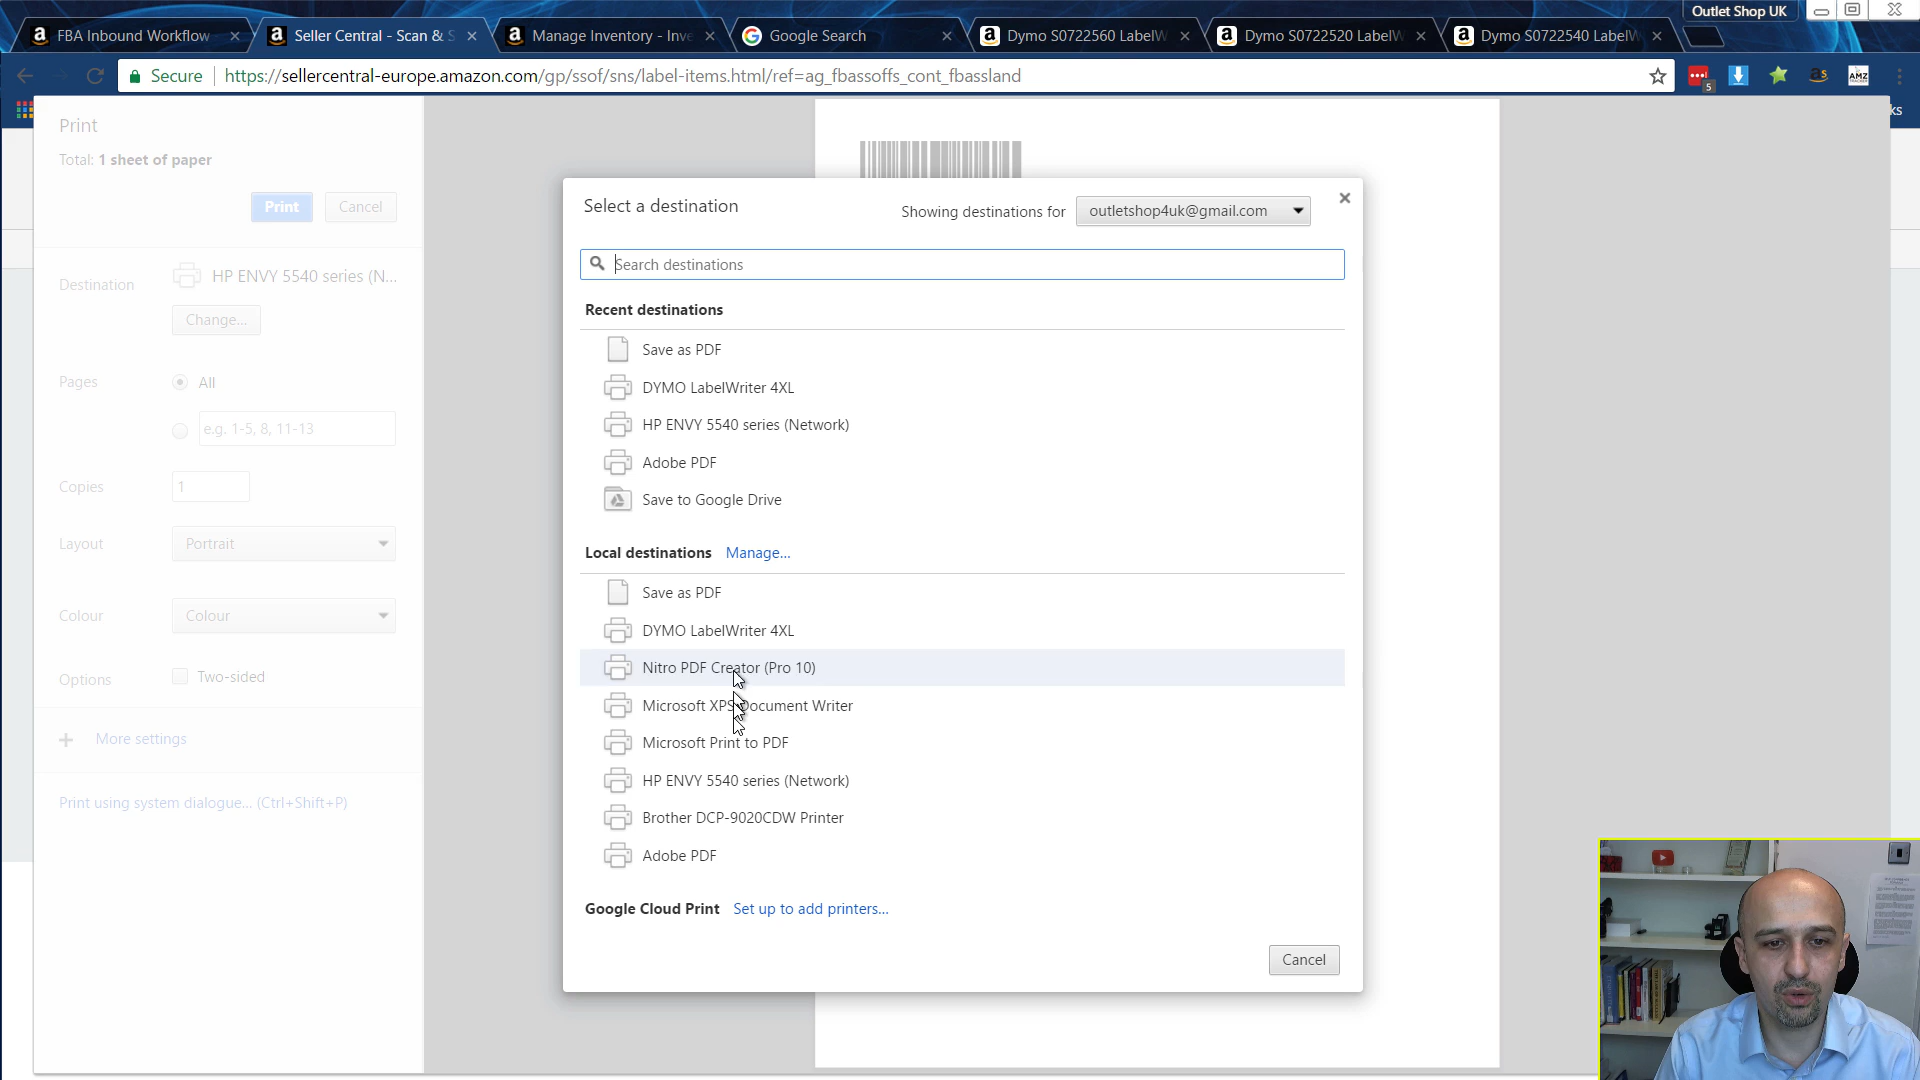 Outlet Shop UK
FBA Inbound Workflow
Seller Central - Scan & S
Manage Inventory - Inve
Google Search
Dymo S0722560 LabelW
Dymo S0722520 LabelW
Dymo S0722540 LabelW
Secure
https://sellercentral-europe.amazon.com/gp/ssof/sns/label-items.html/ref=ag_fbassoffs_cont_fbassland
5
as
AMZ
ks
Print
Total: 1 sheet of paper
Print
Cancel
Destination
HP ENVY 5540 series (N...
Change...
Pages
All
e.g. 1-5, 8, 11-13
Copies
1
Layout
Portrait
Colour
Colour
Options
Two-sided
+ More settings
Print using system dialogue... (Ctrl+Shift+P)
Select a destination
Showing destinations for
outletshop4uk@gmail.com
Search destinations
Recent destinations
Save as PDF
DYMO LabelWriter 4XL
HP ENVY 5540 series (Network)
Adobe PDF
Save to Google Drive
Local destinations Manage...
Save as PDF
DYMO LabelWriter 4XL
Nitro PDF Creator (Pro 10)
Microsoft XPS Document Writer
Microsoft Print to PDF
HP ENVY 5540 series (Network)
Brother DCP-9020CDW Printer
Adobe PDF
Google Cloud Print Set up to add printers...
Cancel